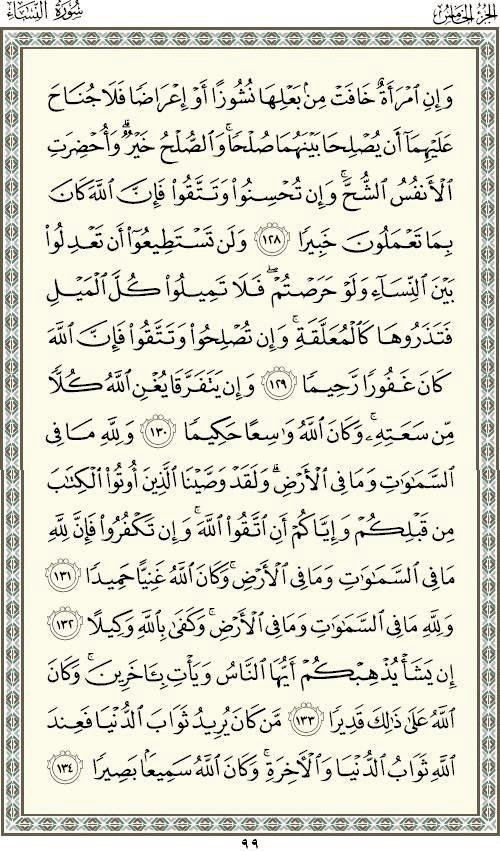 الجزء الخامس
سورة النساء
وَإِنِ ٱمْرَأَةٌ خَافَتْ مِنۢ بَعْلِهَا نُشُوزًا أَوْ إِعْرَاضًا فَلَا جُنَاحَ
عَلَيْهِمَآ أَن يُصْلِحَا بَيْنَهُمَا صُلْحًا ۚ وَٱلصُّلْحُ خَيْرٌ ۗ وَأُحْضِرَتِ
ٱلْأَنفُسُ ٱلشُّحَّ ۚ وَإِن تُحْسِنُوا۟ وَتَتَّقُوا۟ فَإِنَّ ٱللَّهَ كَانَ
بِمَا تَعْمَلُونَ خَبِيرًا ١٢٨ وَلَن تَسْتَطِيعُوٓا۟ أَن تَعْدِلُوا۟
بَيْنَ ٱلنِّسَآءِ وَلَوْ حَرَصْتُمْ ۖ فَلَا تَمِيلُوا۟ كُلَّ ٱلْمَيْلِ
فَتَذَرُوهَا كَٱلْمُعَلَّقَةِ ۚ وَإِن تُصْلِحُوا۟ وَتَتَّقُوا۟ فَإِنَّ ٱللَّهَ
كَانَ غَفُورًا رَّحِيمًا ١٢٩ وَإِن يَتَفَرَّقَا يُغْنِ ٱللَّهُ كُلًّا
مِّن سَعَتِهِۦ ۚ وَكَانَ ٱللَّهُ وَٰسِعًا حَكِيمًا ١٣٠ وَلِلَّهِ مَا فِى
ٱلسَّمَٰوَٰتِ وَمَا فِى ٱلْأَرْضِ ۗ وَلَقَدْ وَصَّيْنَا ٱلَّذِينَ أُوتُوا۟ ٱلْكِتَٰبَ
مِن قَبْلِكُمْ وَإِيَّاكُمْ أَنِ ٱتَّقُوا۟ ٱللَّهَ ۚ وَإِن تَكْفُرُوا۟ فَإِنَّ لِلَّهِ
مَا فِى ٱلسَّمَٰوَٰتِ وَمَا فِى ٱلْأَرْضِ ۚ وَكَانَ ٱللَّهُ غَنِيًّا حَمِيدًا ١٣١
وَلِلَّهِ مَا فِى ٱلسَّمَٰوَٰتِ وَمَا فِى ٱلْأَرْضِ ۚ وَكَفَىٰ بِٱللَّهِ وَكِيلًا ١٣٢
إِن يَشَأْ يُذْهِبْكُمْ أَيُّهَا ٱلنَّاسُ وَيَأْتِ بِـَٔاخَرِينَ ۚ وَكَانَ
ٱللَّهُ عَلَىٰ ذَٰلِكَ قَدِيرًا ١٣٣ مَّن كَانَ يُرِيدُ ثَوَابَ ٱلدُّنْيَا فَعِندَ
ٱللَّهِ ثَوَابُ ٱلدُّنْيَا وَٱلْءَاخِرَةِ ۚ وَكَانَ ٱللَّهُ سَمِيعًۢا بَصِيرًا ١٣٤
٩٩